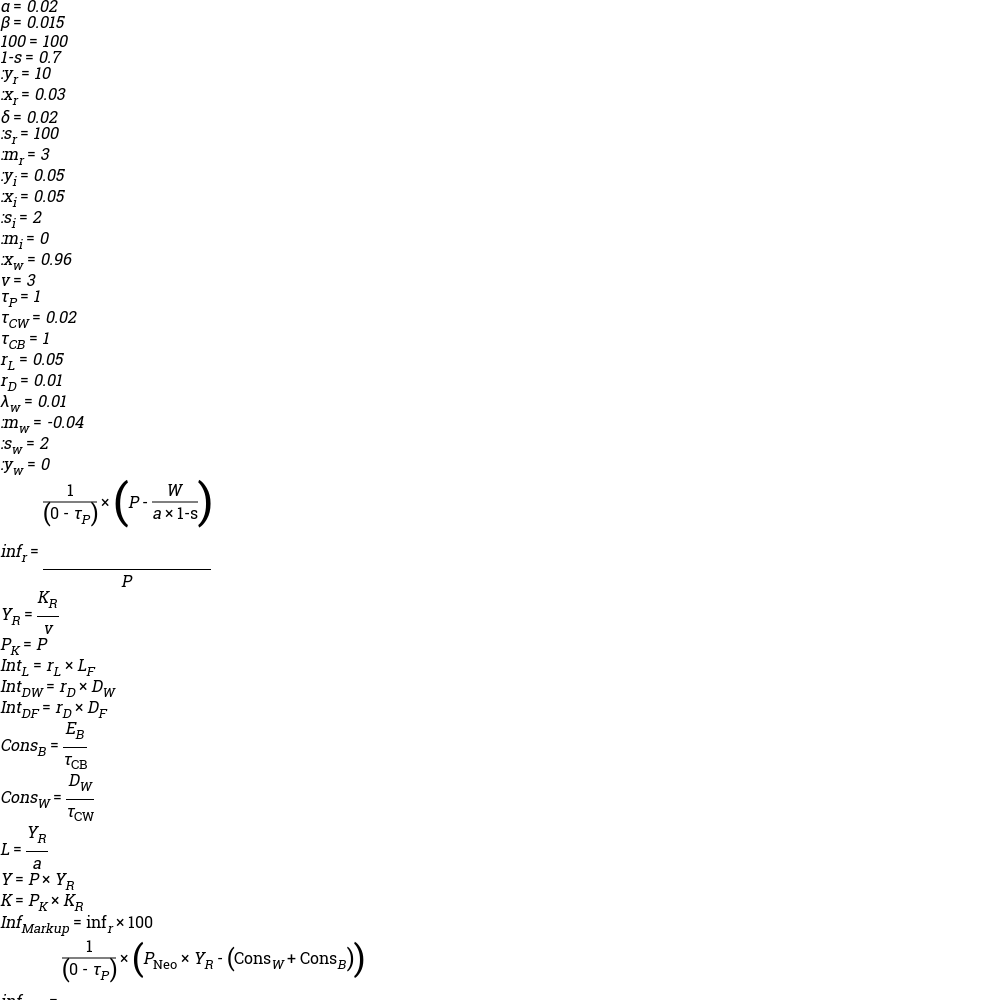 α = 0.02
β = 0.015
100 = 100
1-s = 0.7
:y_r = 10
:x_r = 0.03
δ = 0.02
:s_r = 100
:m_r = 3
:y_i = 0.05
:x_i = 0.05
:s_i = 2
:m_i = 0
:x_w = 0.96
v = 3
τ_P = 1
τ_CW = 0.02
τ_CB = 1
r_L = 0.05
r_D = 0.01
λ_w = 0.01
:m_w = -0.04
:s_w = 2
:y_w = 0
1 W
× (P - )
(0 - τ_P) a × 1-s
inf_r =
P
K_R
Y_R =
v
P_K = P
Int_L = r_L × L_F
Int_DW = r_D × D_W
Int_DF = r_D × D_F
E_B
Cons_B =
τ_CB
D_W
Cons_W =
τ_CW
Y_R
L =
a
Y = P × Y_R
K = P_K × K_R
Inf_Markup = inf_r × 100
1
× (P_Neo × Y_R - (Cons_W + Cons_B))
(0 - τ_P)